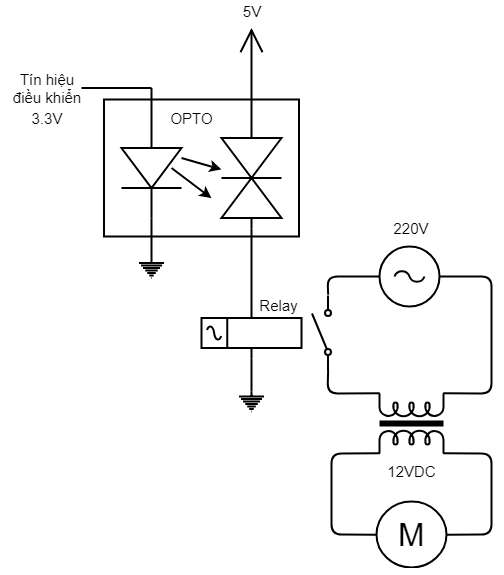 5V
Tín hiệu
điều khiển
3.3V
OPTO
220V
Relay
12VDC
M